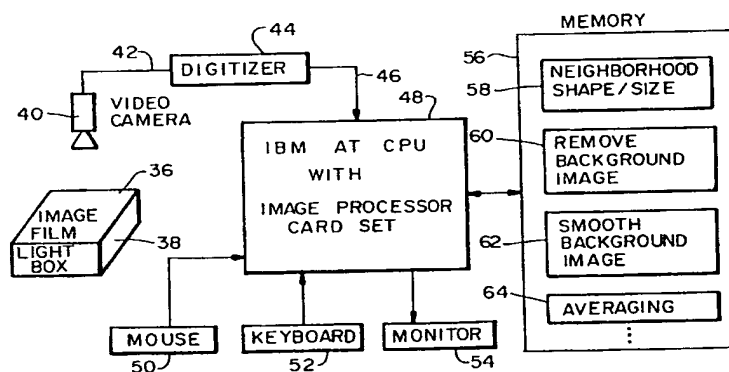 MEMORY
44
42
DIGITIZER
56
46
NEIGHBORHOOD
SHAPE/SIZE
58
40
VIDEO
CAMERA
48
IBM AT CPU
WITH
IMAGE PROCESSOR
CARD SET
60
REMOVE
BACKGROUND
IMAGE
36
IMAGE
FILM
38
LIGHT
BOX
62
SMOOTH
BACKGROUND
IMAGE
64
AVERAGING
MOUSE
50
KEYBOARD
52
MONITOR
54